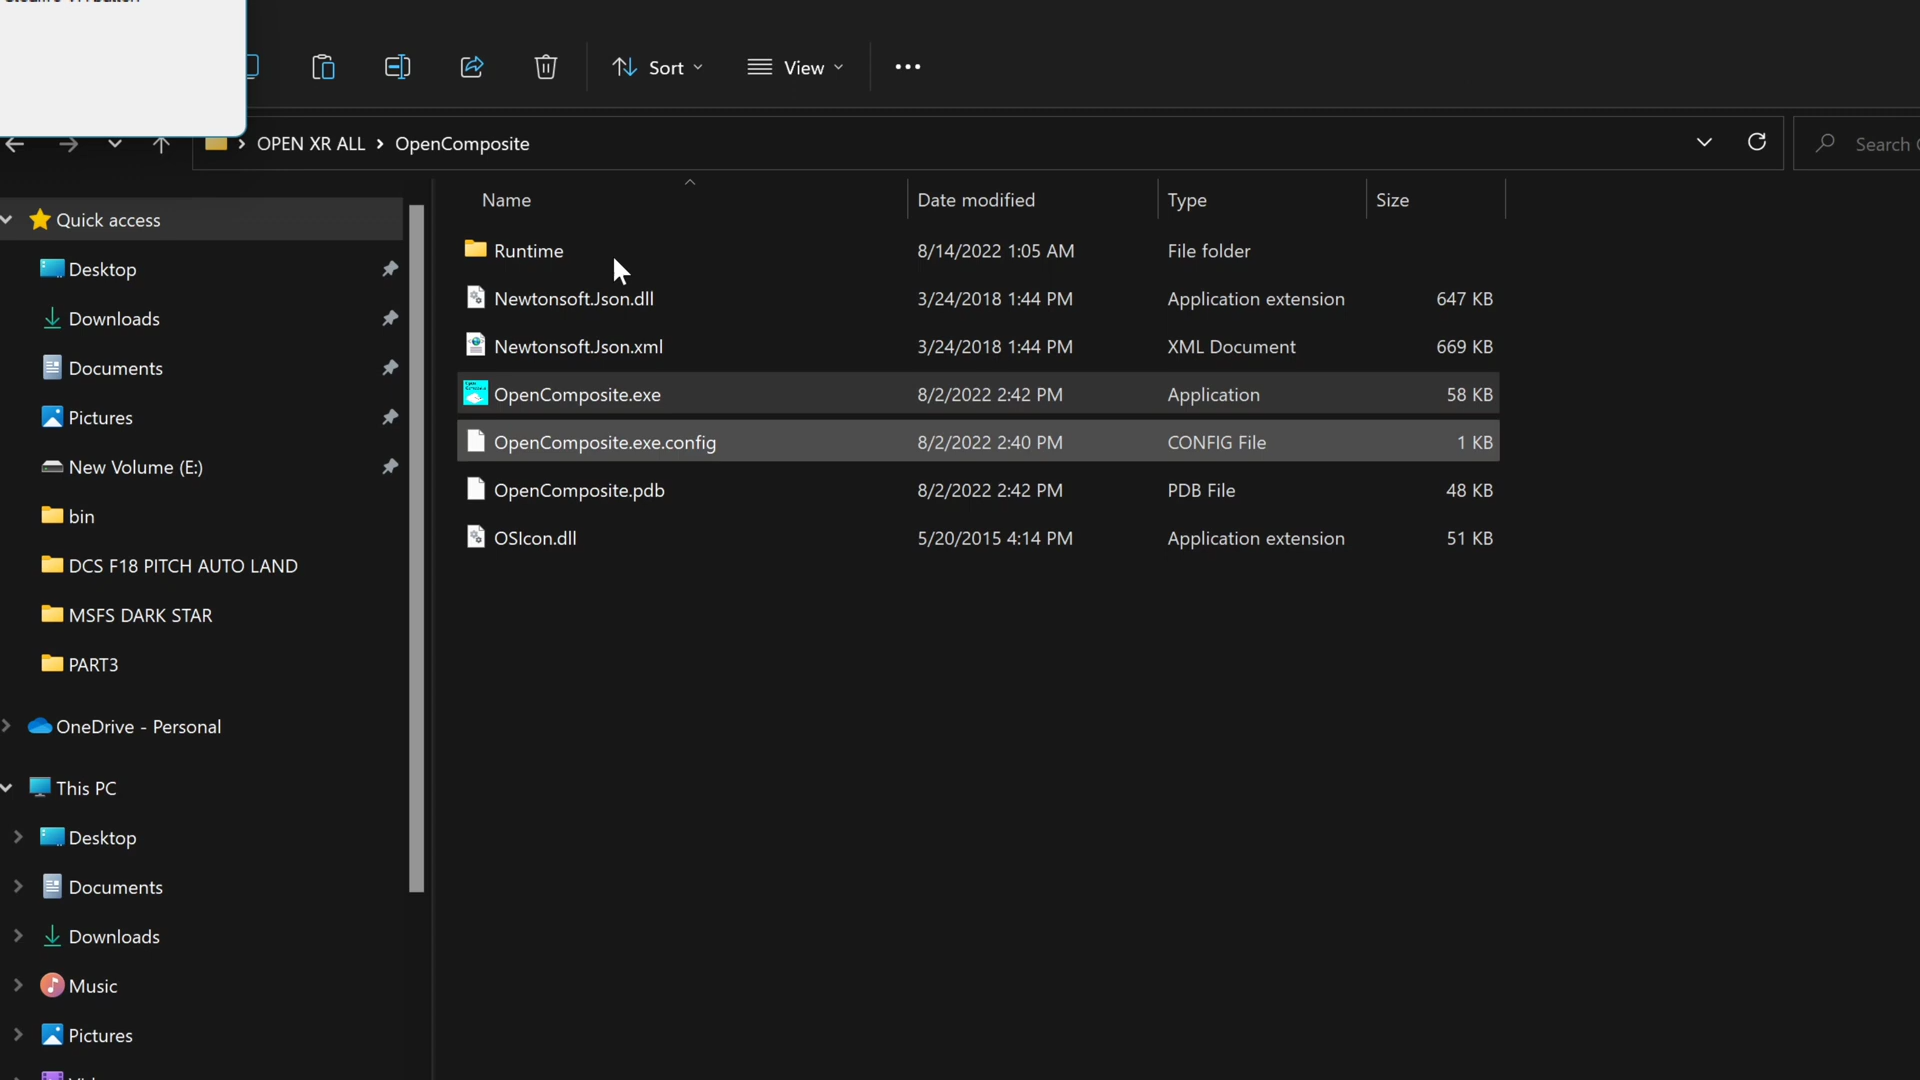 Sort
View
OPEN XR ALL > OpenComposite
Search
Name Date modified Type Size
Quick access
Desktop
Downloads
Documents
Pictures
New Volume (E:)
bin
DCS F18 PITCH AUTO LAND
MSFS DARK STAR
PART3
OneDrive - Personal
This PC
Desktop
Documents
Downloads
Music
Pictures
Runtime 8/14/2022 1:05 AM File folder
Newtonsoft.Json.dll 3/24/2018 1:44 PM Application extension 647 KB
Newtonsoft.Json.xml 3/24/2018 1:44 PM XML Document 669 KB
OpenComposite.exe 8/2/2022 2:42 PM Application 58 KB
OpenComposite.exe.config 8/2/2022 2:40 PM CONFIG File 1 KB
OpenComposite.pdb 8/2/2022 2:42 PM PDB File 48 KB
OSIcon.dll 5/20/2015 4:14 PM Application extension 51 KB